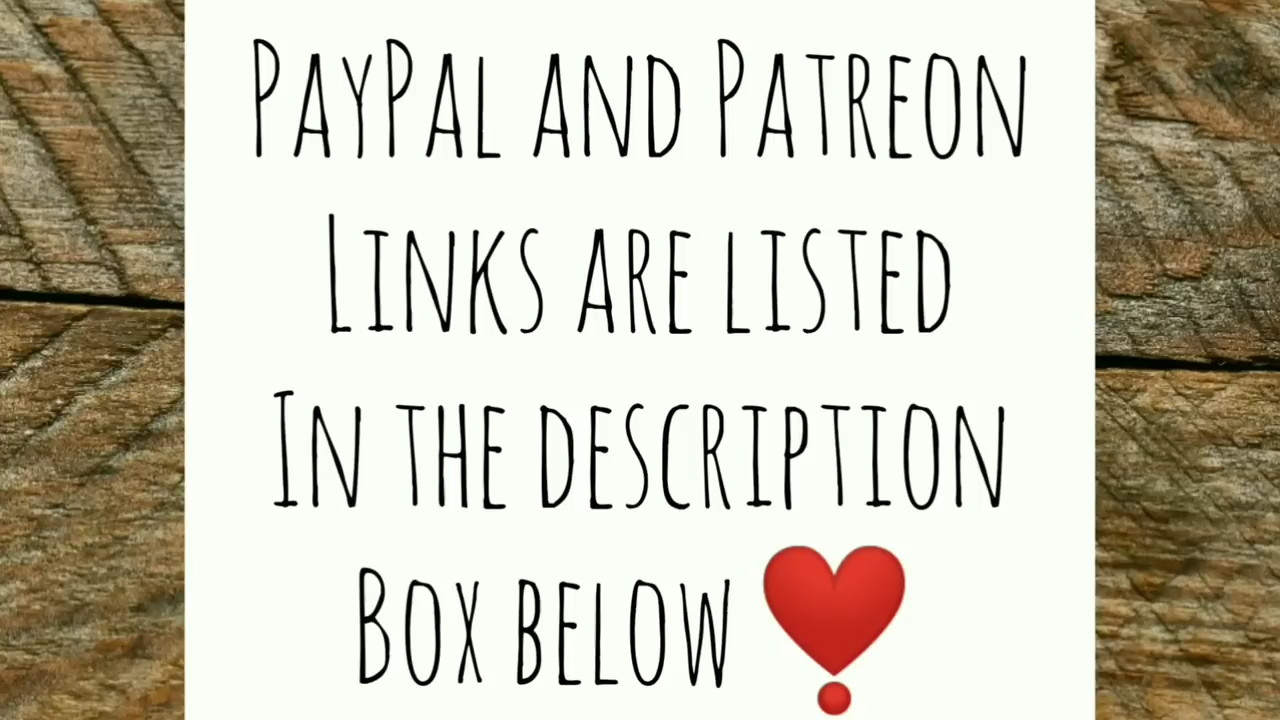 PayPal and Patreon
Links are listed
In the description
Box below ❣